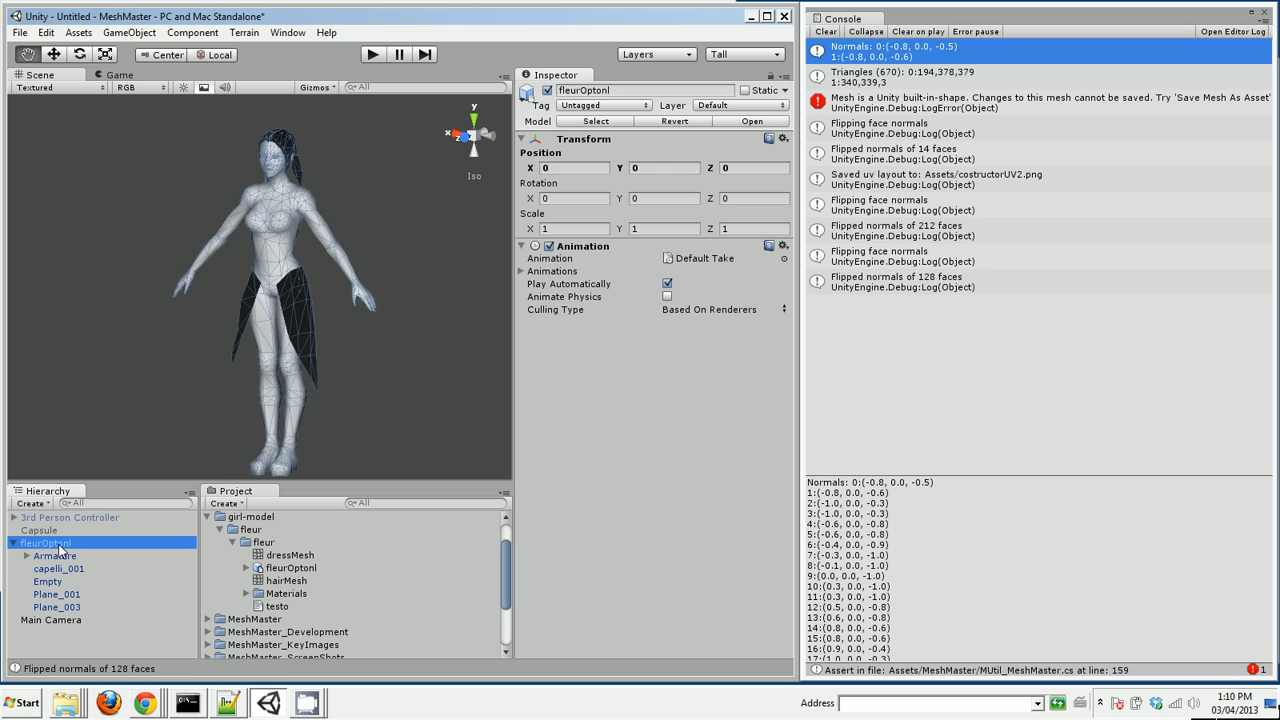 Unity - Untitled - MeshMaster - PC and Mac Standalone*
File Edit Assets GameObject Component Terrain Window Help
Center Local Layers Tall
Scene Game
Textured RGB Gizmos All
y
x
z
Iso
Inspector
fleurOptonl Static
Tag Untagged Layer Default
Model Select Revert Open
Transform
Position
X 0 Y 0 Z 0
Rotation
X 0 Y 0 Z 0
Scale
X 1 Y 1 Z 1
Animation
Animation Default Take
Animations
Play Automatically
Animate Physics
Culling Type Based On Renderers
Hierarchy
Create All
3rd Person Controller
Capsule
fleurOptonl
Armature
capelli_001
Empty
Plane_001
Plane_003
Main Camera
Project
Create All
girl-model
fleur
fleur
dressMesh
fleurOptonl
hairMesh
Materials
testo
MeshMaster
MeshMaster_Development
MeshMaster_KeyImages
MeshMaster_ScreenShots
Flipped normals of 128 faces
Console
Clear Collapse Clear on play Error pause Open Editor Log
Normals: 0:(-0.8, 0.0, -0.5)
1:(-0.8, 0.0, -0.6)
Triangles (670): 0:194,378,379
1:340,339,3
Mesh is a Unity built-in-shape. Changes to this mesh cannot be saved. Try 'Save Mesh As Asset'
UnityEngine.Debug:LogError(Object)
Flipping face normals
UnityEngine.Debug:Log(Object)
Flipped normals of 14 faces
UnityEngine.Debug:Log(Object)
Saved uv layout to: Assets/costructorUV2.png
UnityEngine.Debug:Log(Object)
Flipping face normals
UnityEngine.Debug:Log(Object)
Flipped normals of 212 faces
UnityEngine.Debug:Log(Object)
Flipping face normals
UnityEngine.Debug:Log(Object)
Flipped normals of 128 faces
UnityEngine.Debug:Log(Object)
Normals: 0:(-0.8, 0.0, -0.5)
1:(-0.8, 0.0, -0.6)
2:(-1.0, 0.0, -0.3)
3:(-1.0, 0.0, -0.3)
4:(-0.6, 0.0, -0.8)
5:(-0.6, 0.0, -0.8)
6:(-0.4, 0.0, -0.9)
7:(-0.3, 0.0, -1.0)
8:(-0.1, 0.0, -1.0)
9:(0.0, 0.0, -1.0)
10:(0.3, 0.0, -1.0)
11:(0.3, 0.0, -1.0)
12:(0.5, 0.0, -0.8)
13:(0.6, 0.0, -0.8)
14:(0.8, 0.0, -0.6)
15:(0.8, 0.0, -0.6)
16:(0.9, 0.0, -0.4)
17:(1.0, 0.0, -0.3)
Assert in file: Assets/MeshMaster/MUtil_MeshMaster.cs at line: 159 1
Start Address 1:10 PM
03/04/2013